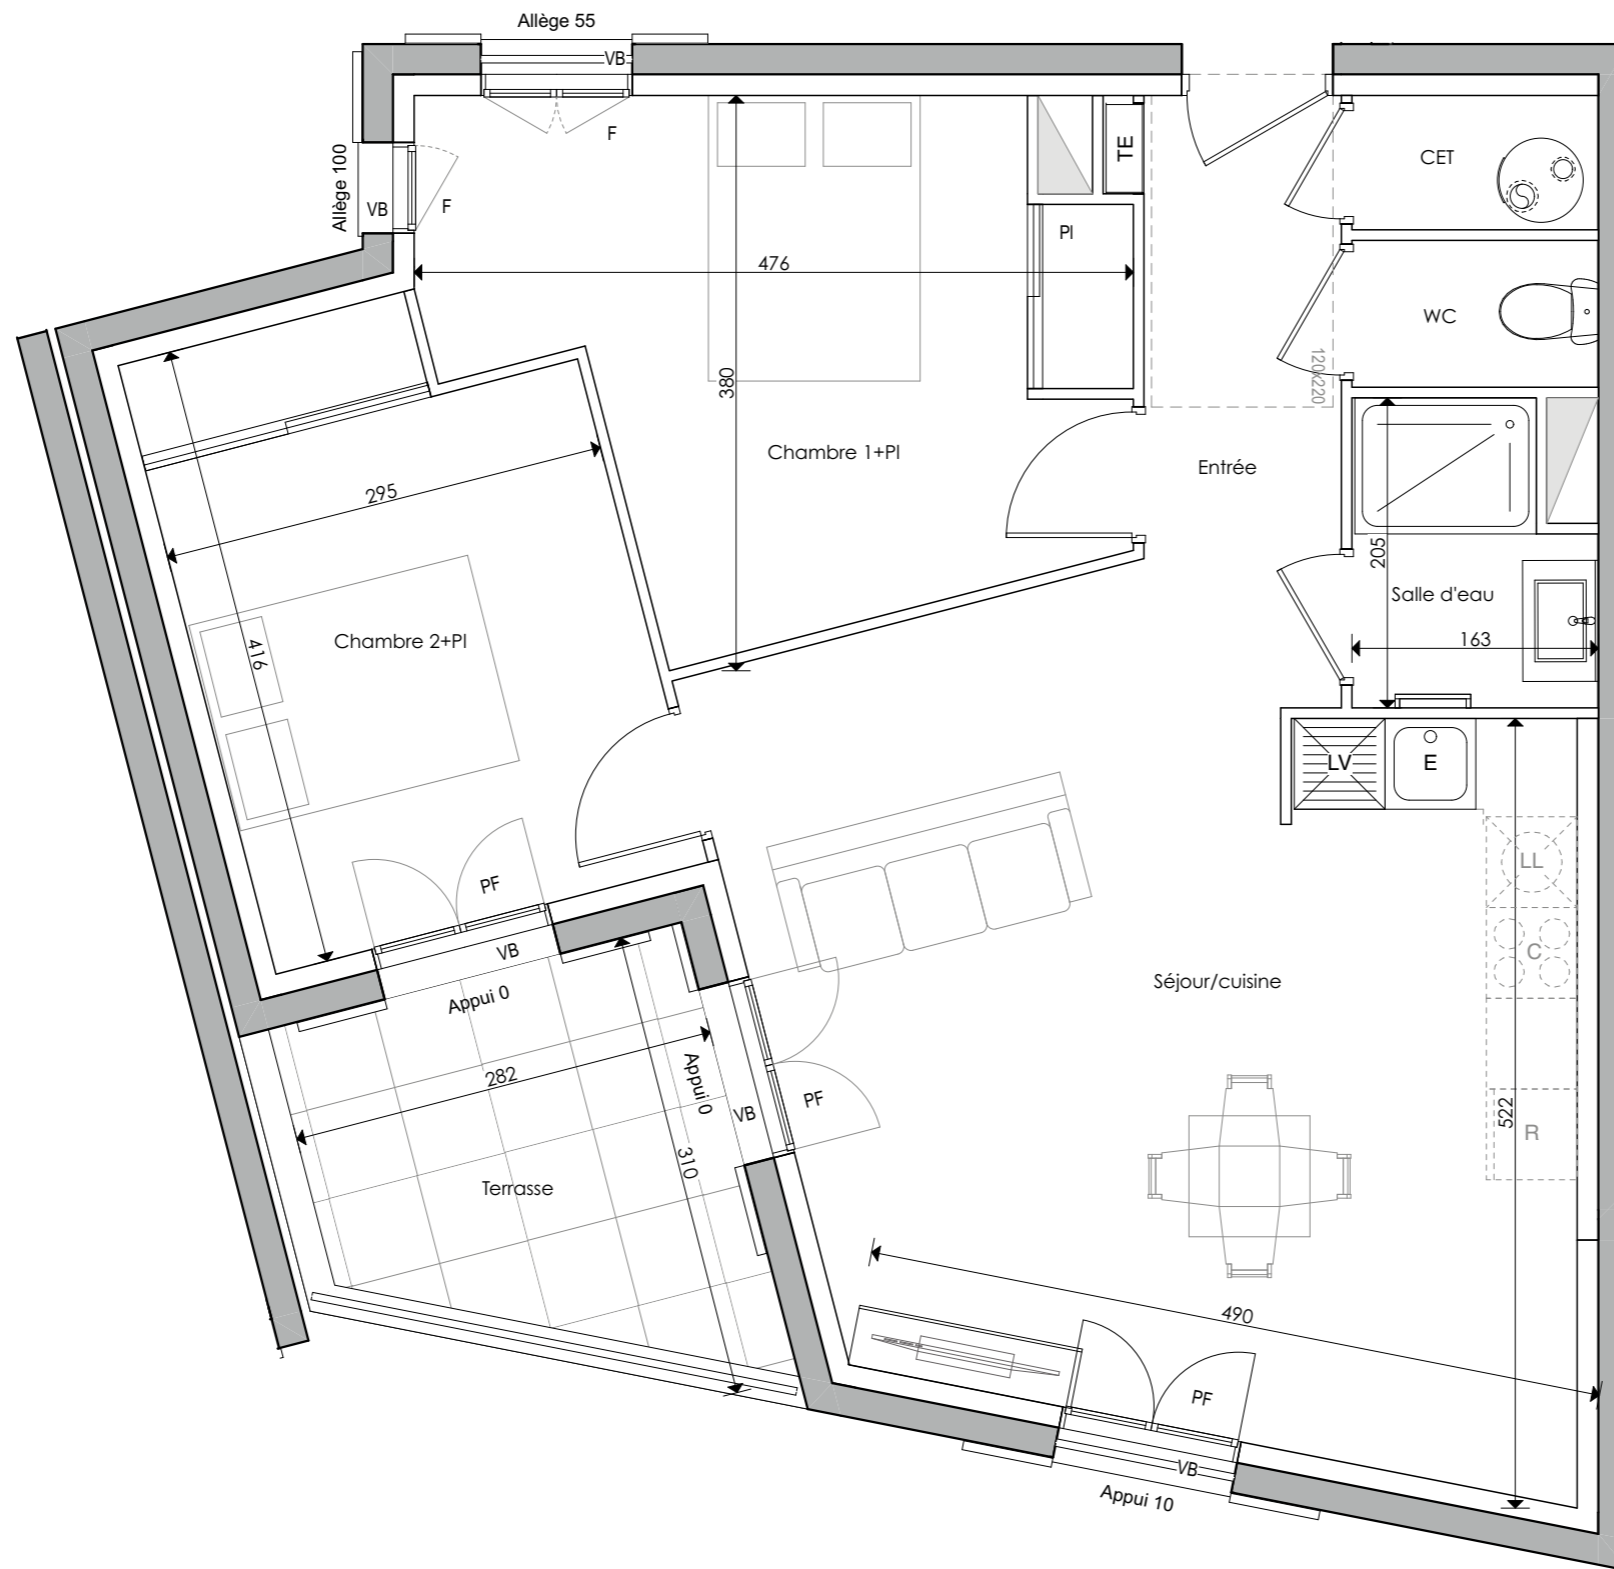 Allège 55
VB
F
Allège 100
VB
F
TE
CET
PI
476
WC
120x220
380
Chambre 1+PI
Entrée
295
205
Salle d'eau
163
Chambre 2+PI
416
LV
E
LL
PF
VB
Appui 0
C
Séjour/cuisine
282
Appui 0
VB
PF
522
R
310
Terrasse
490
PF
VB
Appui 10